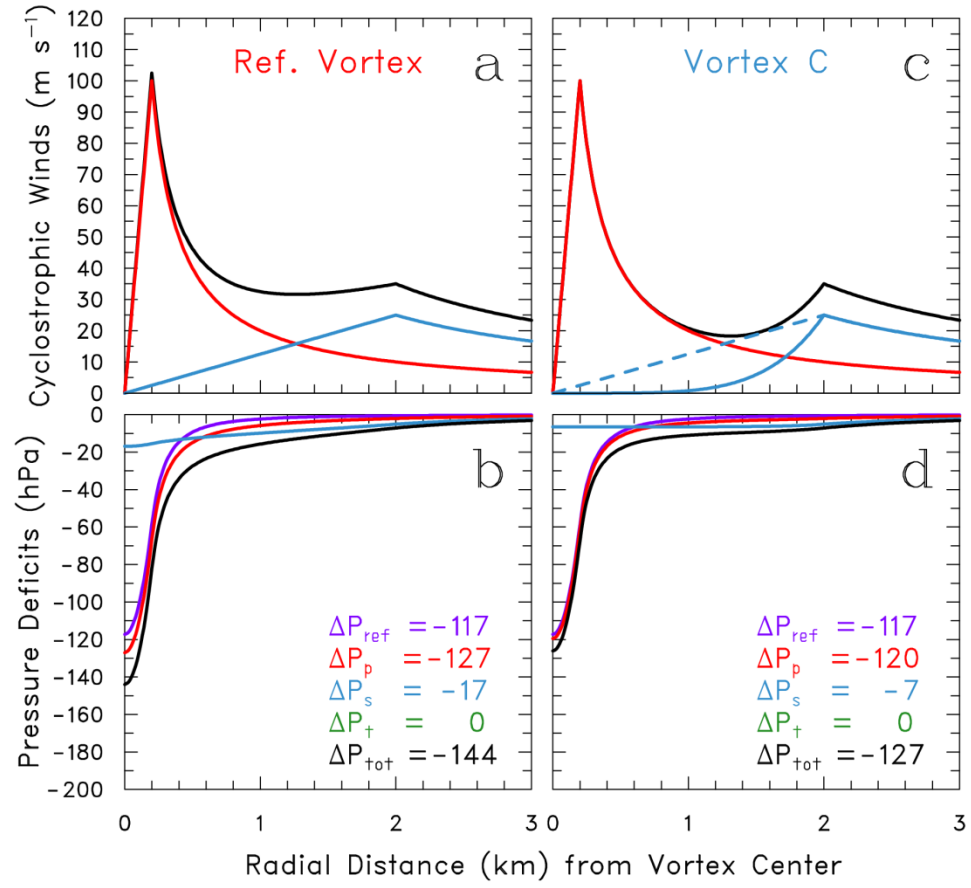 Cyclostrophic Winds (m s⁻¹)
120
110
100
90
80
70
60
50
40
30
20
10
0
Ref. Vortex
a
Vortex C
c
Pressure Deficits (hPa)
0
-20
-40
-60
-80
-100
-120
-140
-160
-180
-200
b
ΔP_ref = -117
ΔP_p = -127
ΔP_s = -17
ΔP_t = 0
ΔP_tot = -144
d
ΔP_ref = -117
ΔP_p = -120
ΔP_s = -7
ΔP_t = 0
ΔP_tot = -127
0 1 2 3 0 1 2 3
Radial Distance (km) from Vortex Center